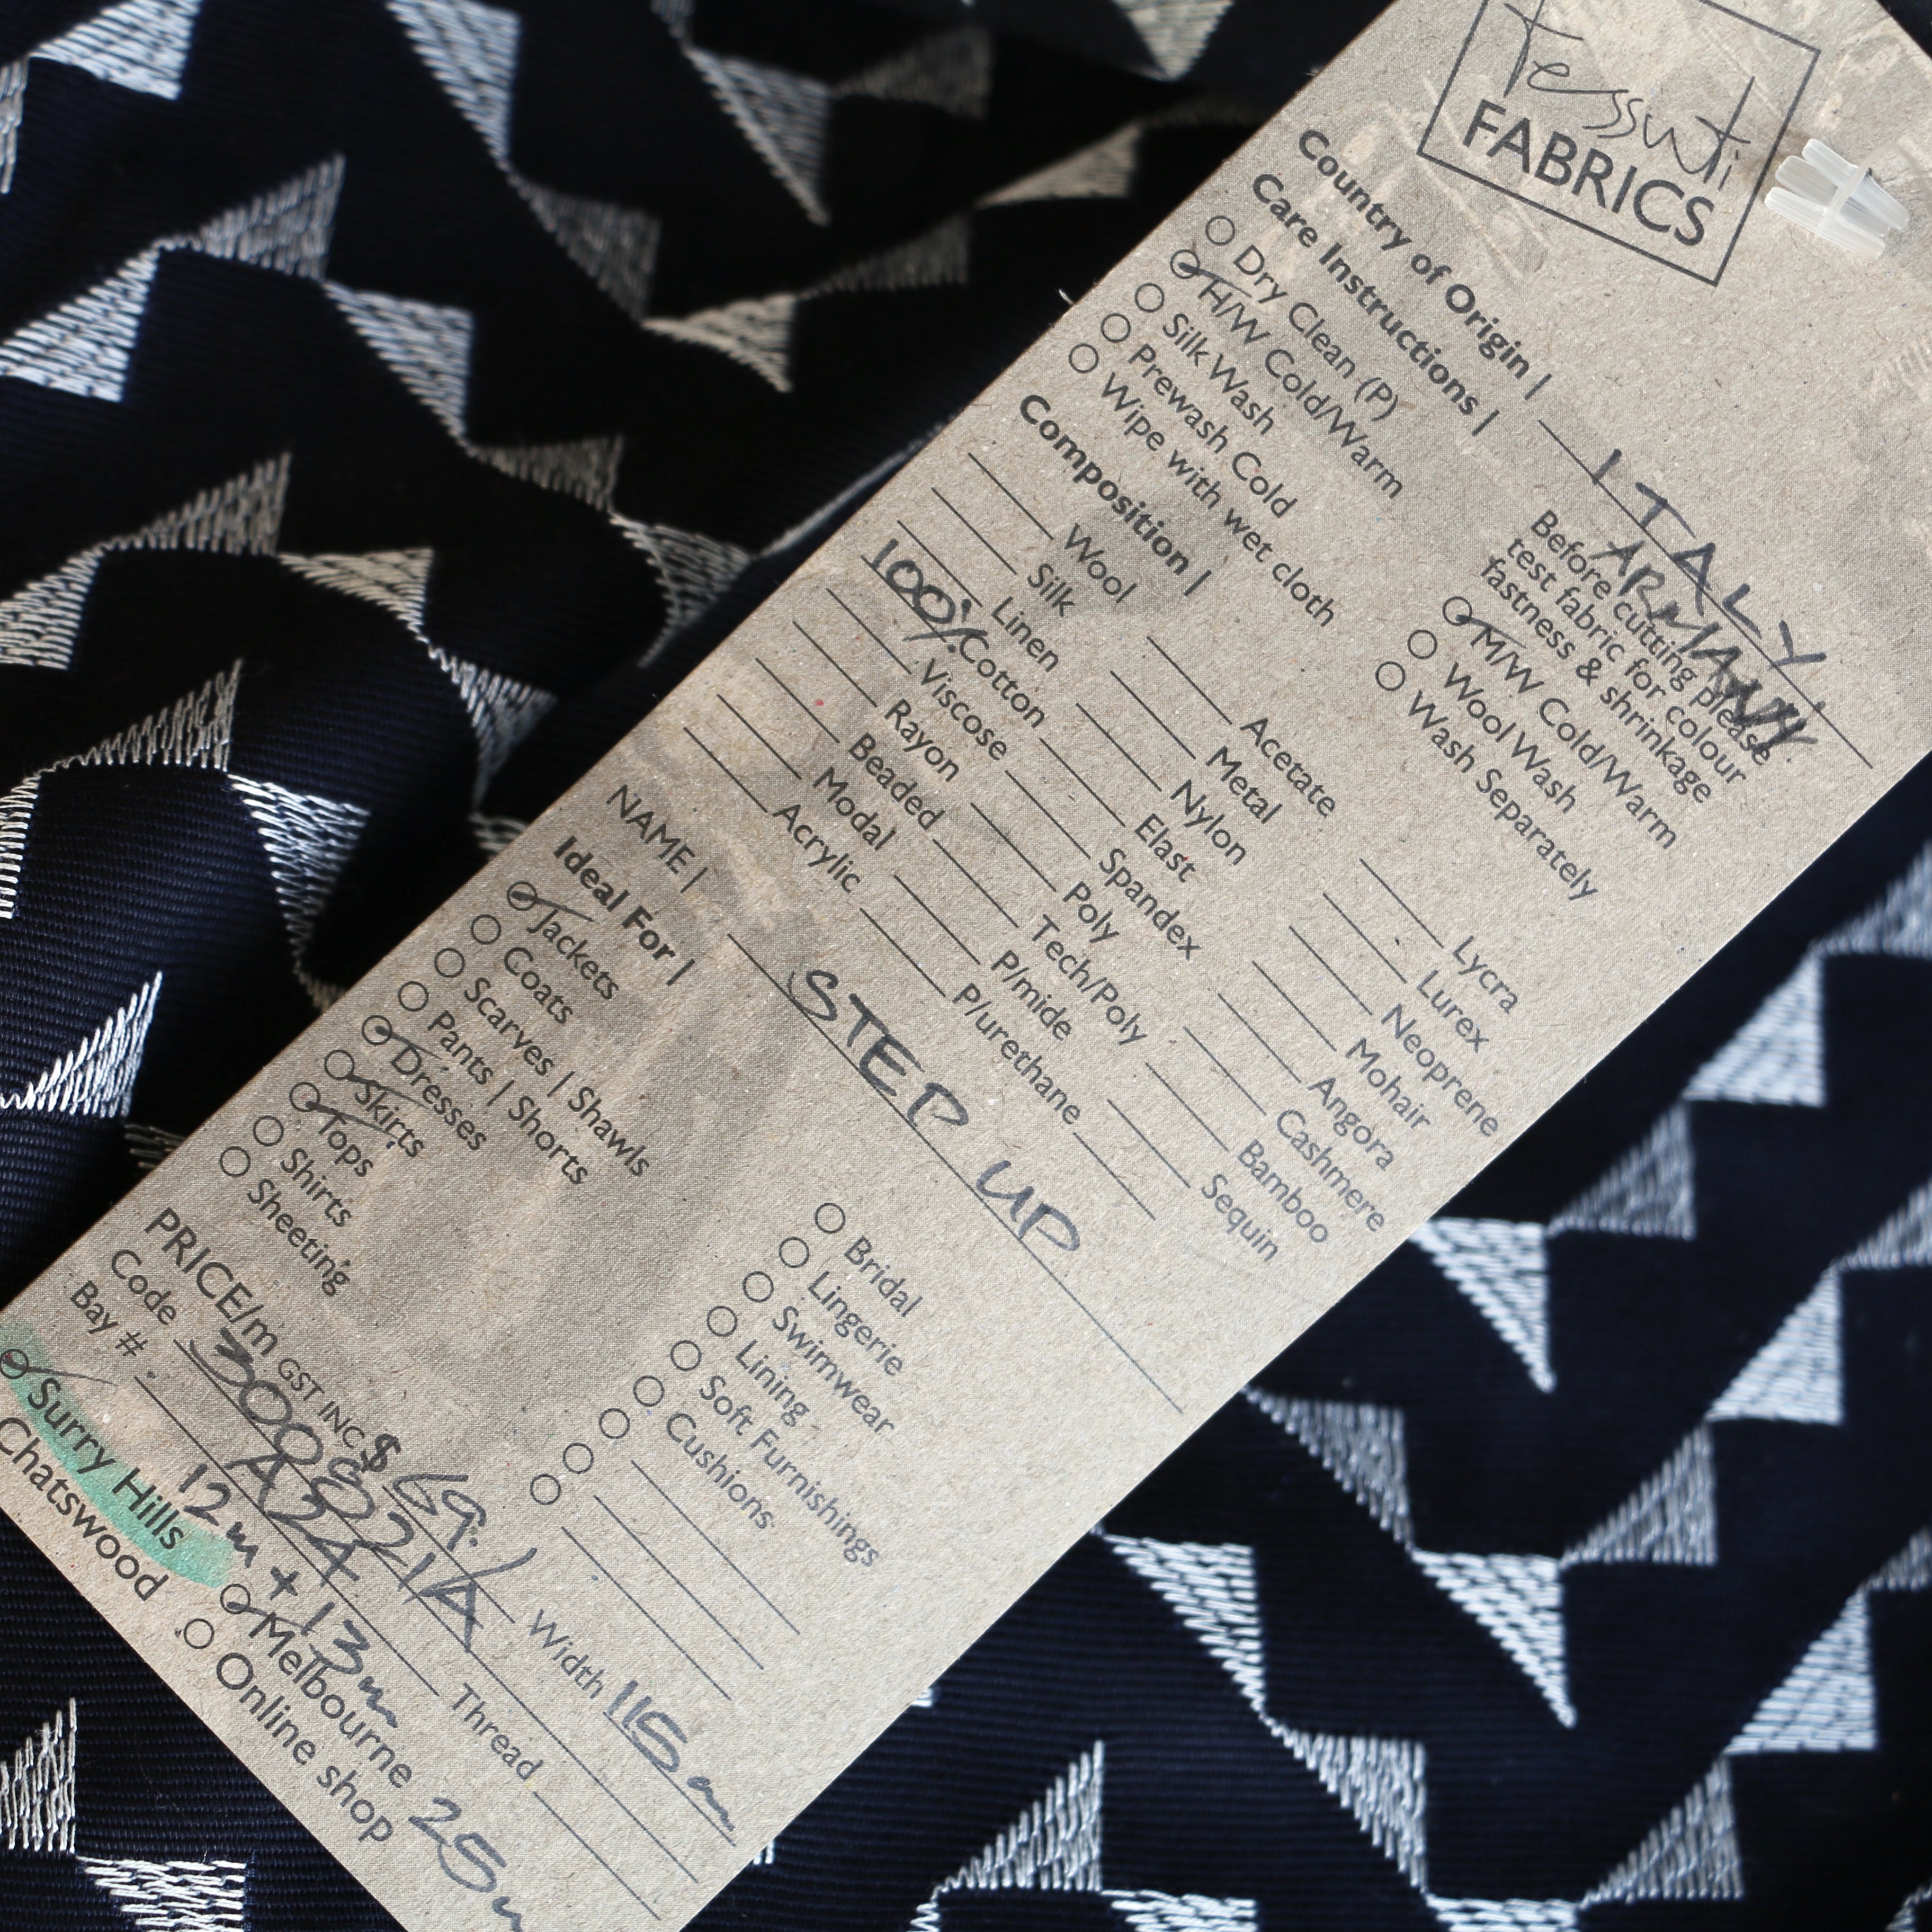 Tessuti
FABRICS
Country of Origin | ITALY
ARMANI
Care Instructions |
Before cutting please
test fabric for colour
fastness & shrinkage
Dry Clean (P)
H/W Cold/Warm
M/W Cold/Warm
Silk Wash
Wool Wash
Prewash Cold
Wash Separately
Wipe with wet cloth
Composition |
Wool Acetate Lycra
Silk Metal Lurex
Linen Nylon Neoprene
100% Cotton Elast Mohair
Viscose Spandex Angora
Rayon Poly Cashmere
Beaded Tech/Poly Bamboo
Modal P/mide Sequin
Acrylic P/urethane
NAME | STEP UP
Ideal For |
Jackets Bridal
Coats Lingerie
Scarves | Shawls Swimwear
Pants | Shorts Lining
Dresses Soft Furnishings
Skirts Cushions
Tops
Shirts
Sheeting
PRICE/m GST INC $69. Width 115cm
Code 300821A
Bay # A24 Thread
12m + 13m 25m
Surry Hills Melbourne
Chatswood Online shop